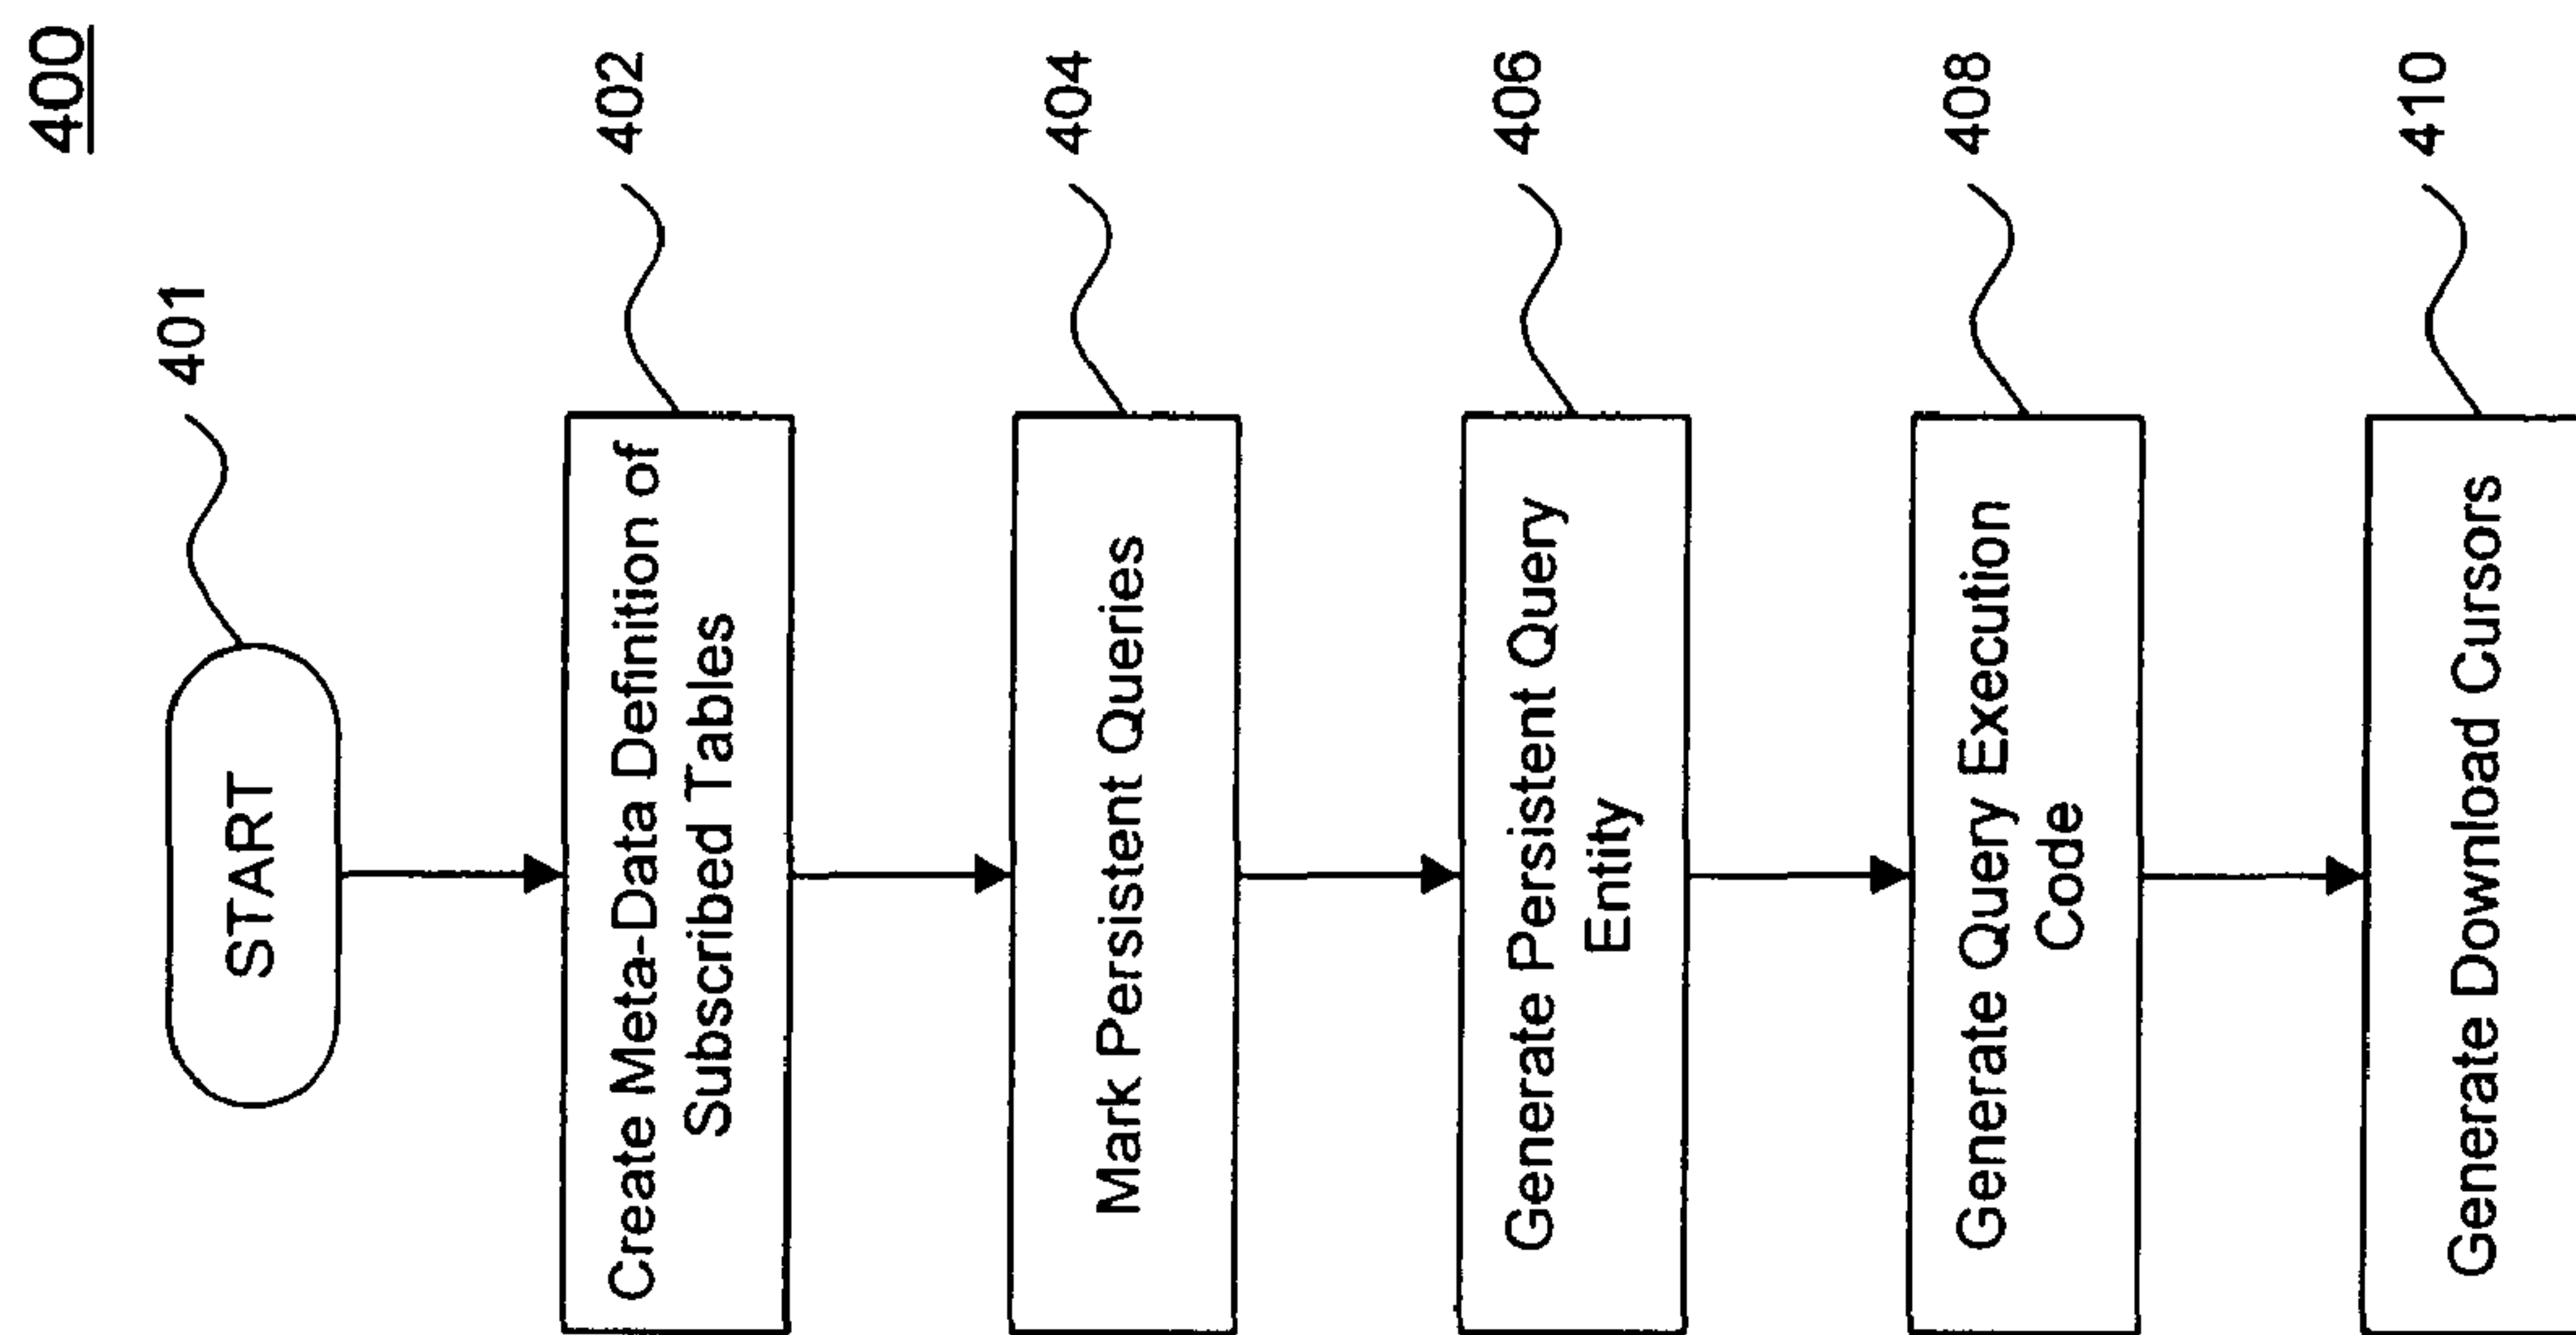 400
401
START
402
Create Meta-Data Definition of
Subscribed Tables
404
Mark Persistent Queries
406
Generate Persistent Query
Entity
408
Generate Query Execution
Code
410
Generate Download Cursors